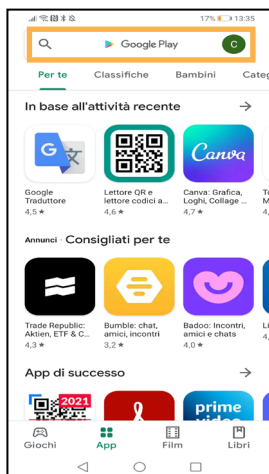 17% 13:35
Google Play
C
Per te Classifiche Bambini Categ
In base all'attività recente
G 文
Canva
Google
Traduttore
4,5 ★
Lettore QR e
lettore codici a...
4,6 ★
Canva: Grafica,
Loghi, Collage ...
4,7 ★
Annunci · Consigliati per te
Trade Republic:
Aktien, ETF & C...
4,3 ★
Bumble: chat,
amici, incontri
3,2 ★
Badoo: Incontri,
amici e chats
4,0 ★
App di successo
2021
prime
video
Giochi App Film Libri